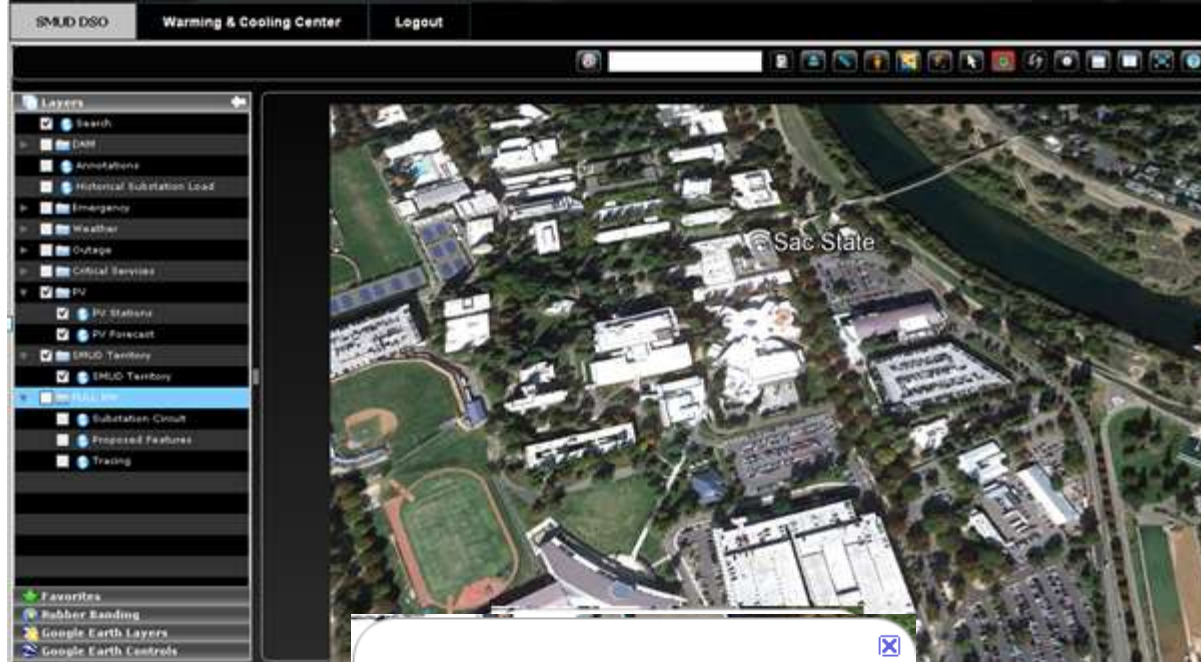 SMUD DSO
Warming & Cooling Center
Logout
Layers
Search
DAM
Annotations
Historical Substation Load
Emergency
Weather
Outage
Critical Services
PV
PV Stations
PV Forecast
SMUD Territory
SMUD Territory
Substation-Circuit
Proposed Features
Tracing
Favorites
Rubber Banding
Google Earth Layers
Google Earth Controls
Sac State